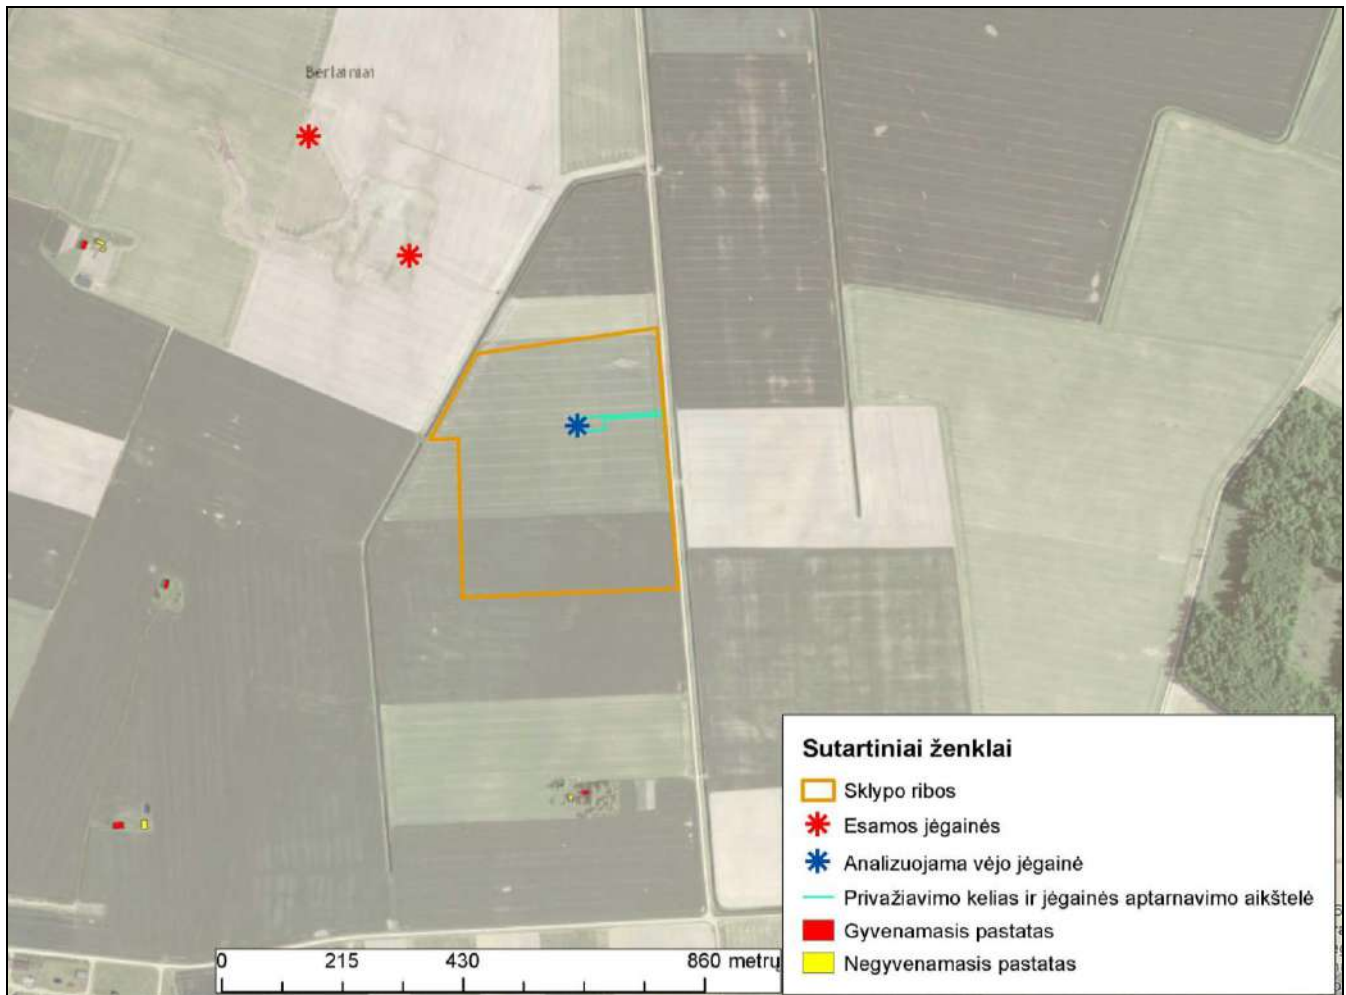 Bertainiai
Sutartiniai ženklai
Sklypo ribos
Esamos jėgainės
Analizuojama vėjo jėgainė
Privažiavimo kelias ir jėgainės aptarnavimo aikštelė
Gyvenamasis pastatas
Negyvenamasis pastatas
0 215 430 860 metrų